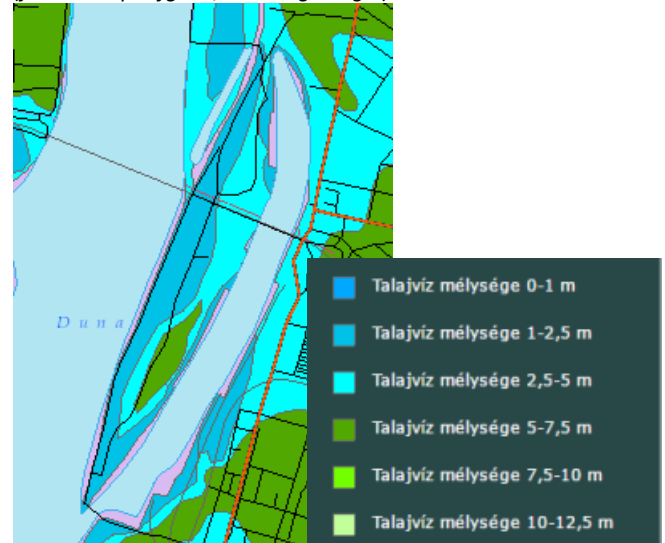 Duna
Talajvíz mélysége 0-1 m
Talajvíz mélysége 1-2,5 m
Talajvíz mélysége 2,5-5 m
Talajvíz mélysége 5-7,5 m
Talajvíz mélysége 7,5-10 m
Talajvíz mélysége 10-12,5 m